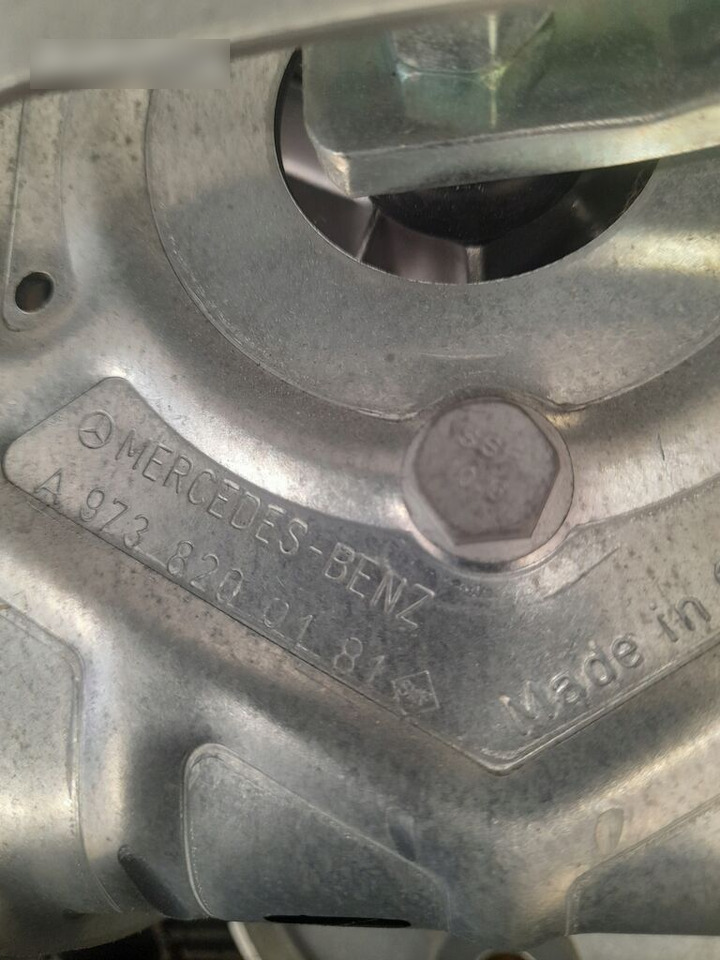 MERCEDES-BENZ
A 973 820 01 81
Made in